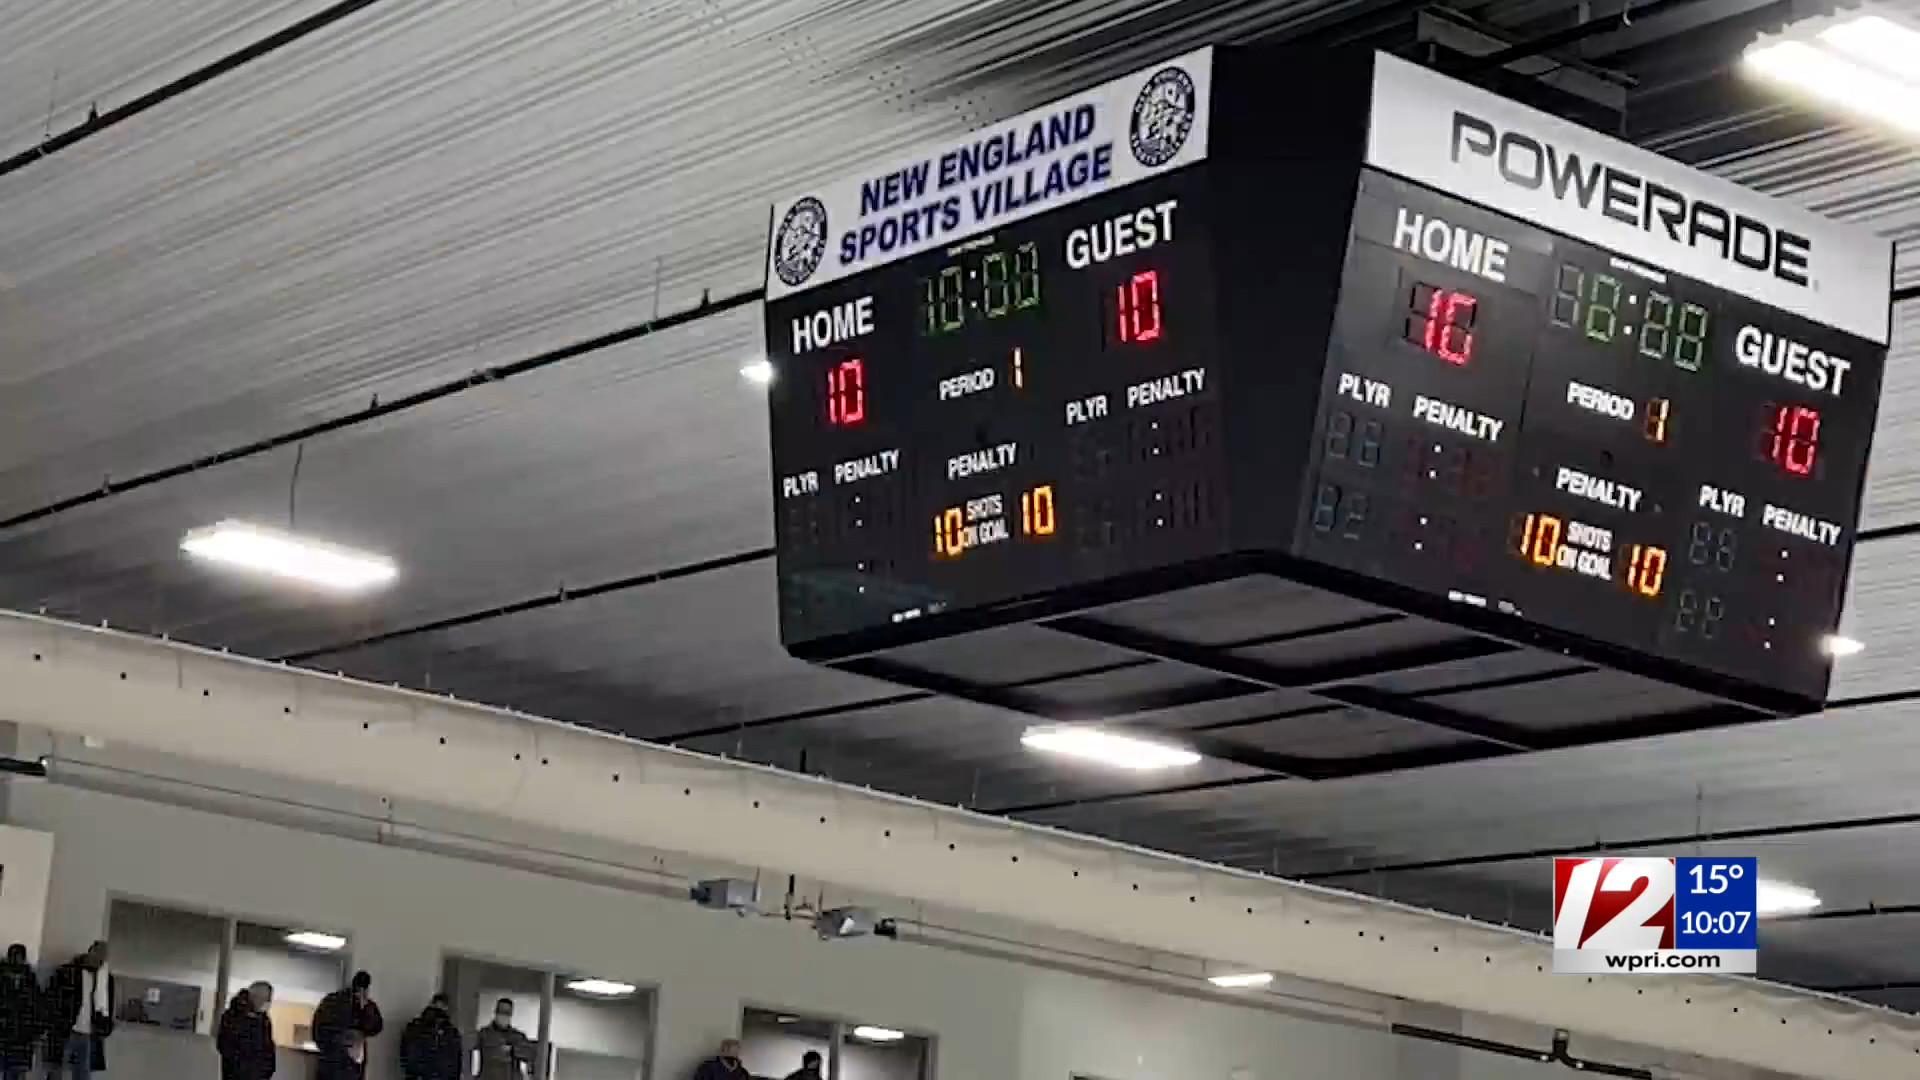 NEW ENGLAND
SPORTS VILLAGE
10:00
GUEST
HOME
10
10
PERIOD 1
PLYR PENALTY
PLYR PENALTY
PENALTY
10 SHOTS ON GOAL 10
POWERADE
HOME
10
10:00
GUEST
10
PLYR PENALTY
PERIOD 1
PENALTY
PLYR PENALTY
10 SHOTS ON GOAL 10
12
15°
10:07
wpri.com